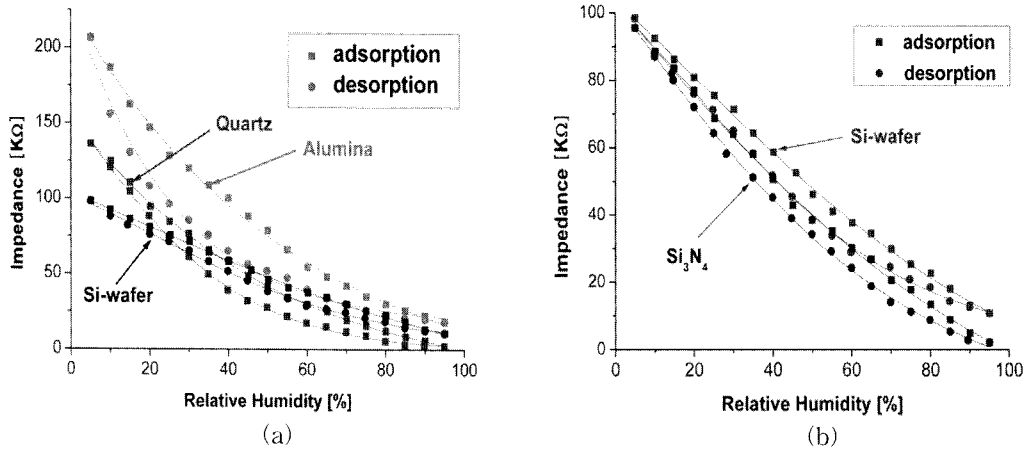 (a)
Impedance [KΩ]
200
150
100
50
0
adsorption
desorption
Quartz
Alumina
Si-wafer
0 20 40 60 80 100
Relative Humidity [%]
(a)
(b)
Impedance [KΩ]
100
80
60
40
20
0
adsorption
desorption
Si-wafer
Si₃N₄
0 20 40 60 80 100
Relative Humidity [%]
(b)